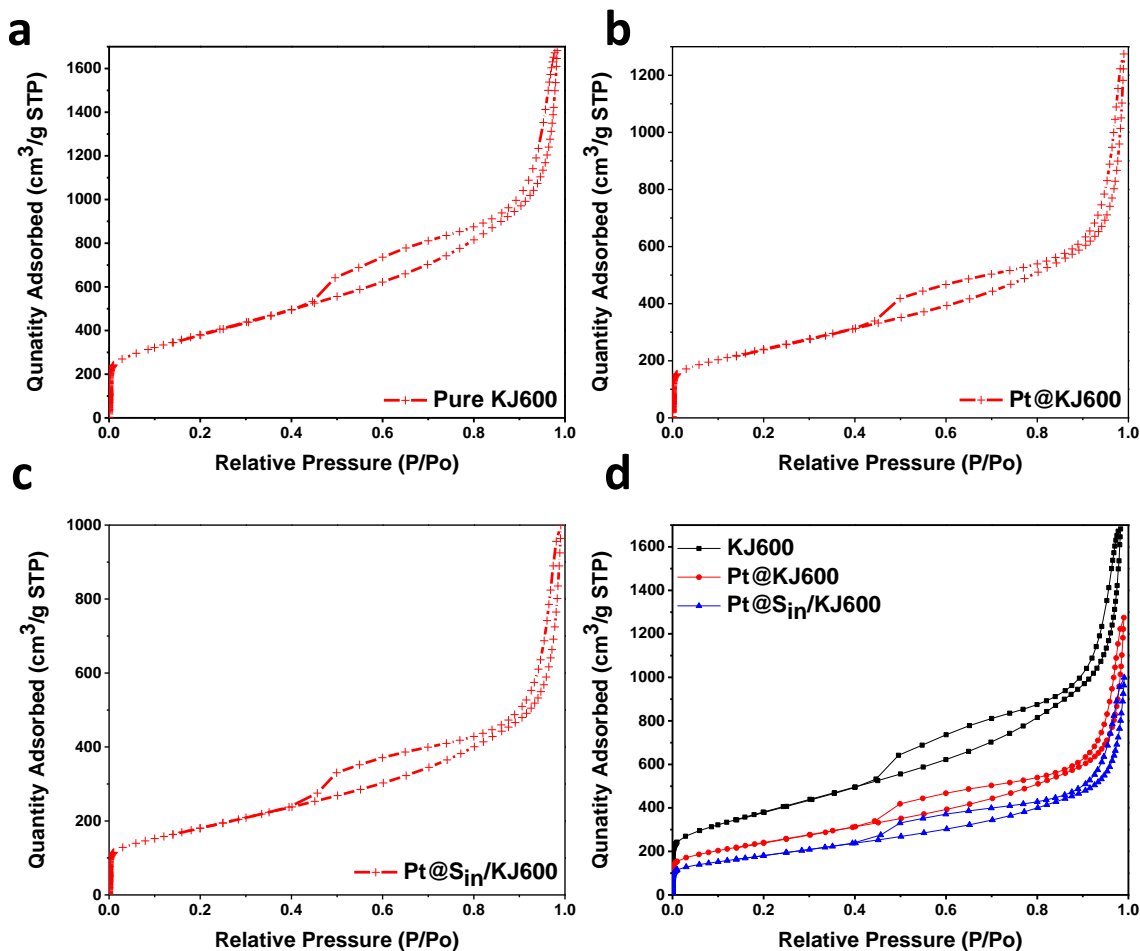 a
Qunatity Adsorbed (cm³/g STP)
1600
1400
1200
1000
800
600
400
200
0
0.0 0.2 0.4 0.6 0.8 1.0
Pure KJ600
Relative Pressure (P/Po)
b
Quantity Adsorbed (cm³/g STP)
1200
1000
800
600
400
200
0
0.0 0.2 0.4 0.6 0.8 1.0
Pt@KJ600
Relative Pressure (P/Po)
c
Quantity Adsorbed (cm³/g STP)
1000
800
600
400
200
0
0.0 0.2 0.4 0.6 0.8 1.0
Pt@Sin/KJ600
Relative Pressure (P/Po)
d
Qunatity Adsorbed (cm³/g STP)
1600
1400
1200
1000
800
600
400
200
0
0.0 0.2 0.4 0.6 0.8 1.0
KJ600
Pt@KJ600
Pt@Sin/KJ600
Relative Pressure (P/Po)